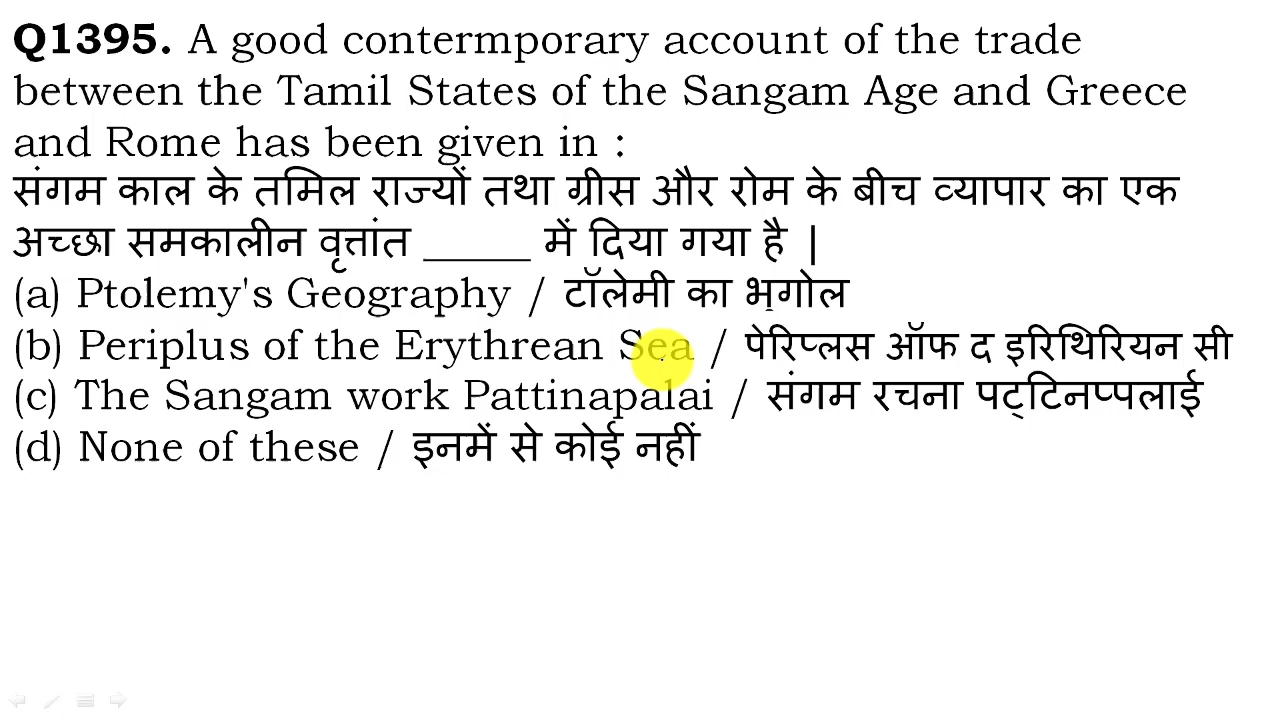 Q1395. A good contermporary account of the trade
between the Tamil States of the Sangam Age and Greece
and Rome has been given in :
संगम काल के तमिल राज्यों तथा ग्रीस और रोम के बीच व्यापार का एक
अच्छा समकालीन वृत्तांत _____ में दिया गया है |
(a) Ptolemy's Geography / टॉलेमी का भूगोल
(b) Periplus of the Erythrean Sea / पेरिप्लस ऑफ द इरिथिरियन सी
(c) The Sangam work Pattinapalai / संगम रचना पट्टिनप्पलाई
(d) None of these / इनमें से कोई नहीं